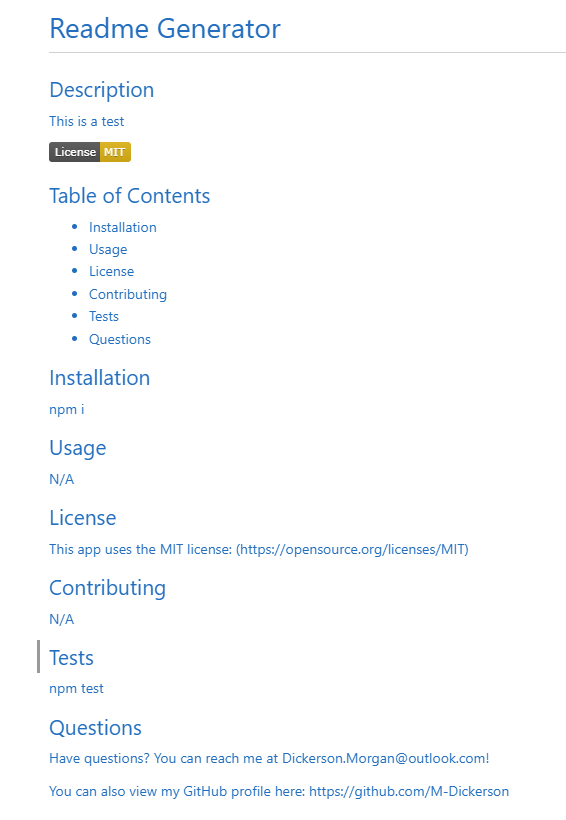 Readme Generator
Description
This is a test
License MIT
Table of Contents
Installation
Usage
License
Contributing
Tests
Questions
Installation
npm i
Usage
N/A
License
This app uses the MIT license: (https://opensource.org/licenses/MIT)
Contributing
N/A
Tests
npm test
Questions
Have questions? You can reach me at Dickerson.Morgan@outlook.com!
You can also view my GitHub profile here: https://github.com/M-Dickerson